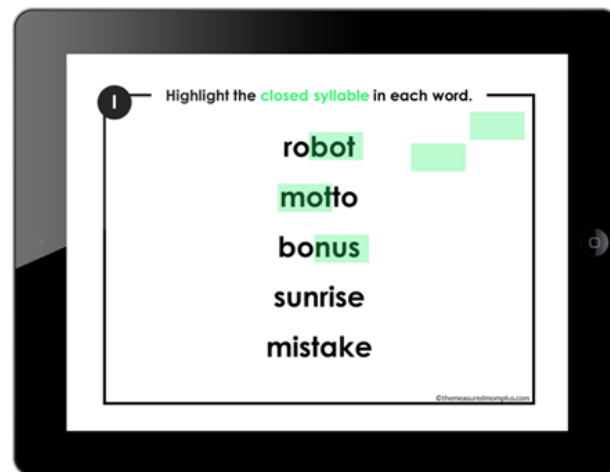 1
Highlight the closed syllable in each word.
robot
motto
bonus
sunrise
mistake
©themeasuredmomplus.com